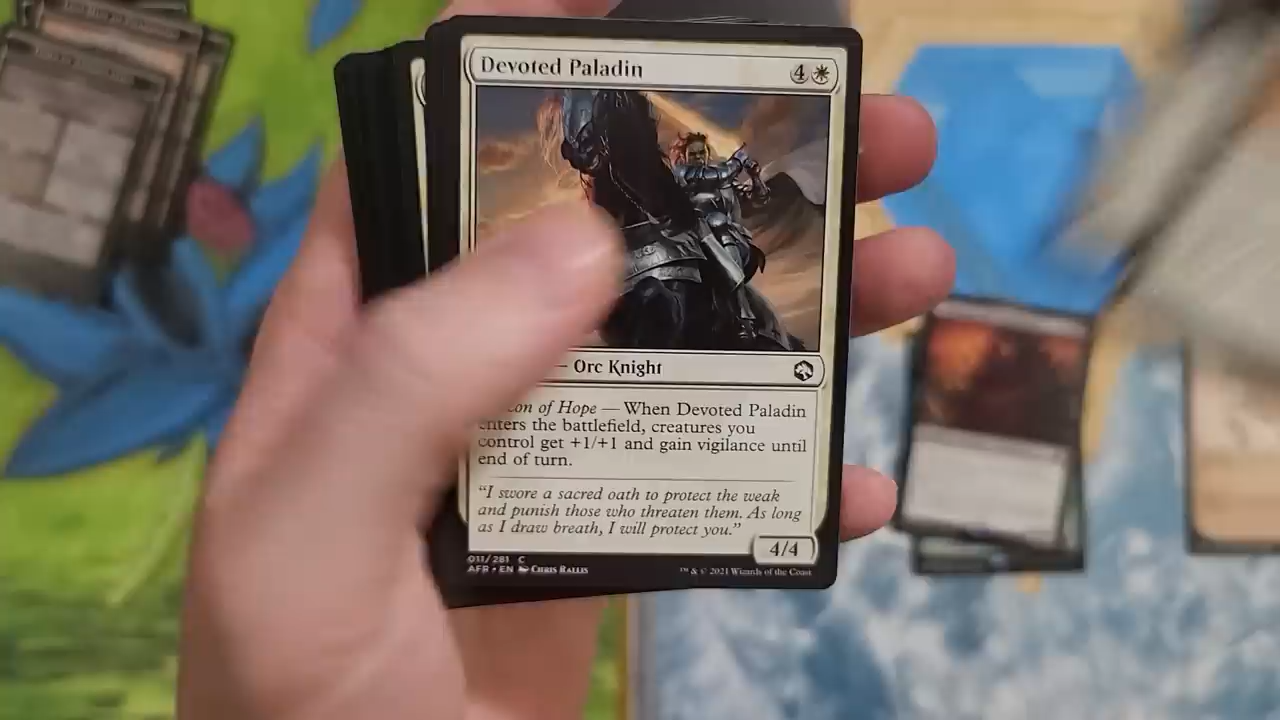 Devoted Paladin 4
— Orc Knight
con of Hope — When Devoted Paladin
enters the battlefield, creatures you
control get +1/+1 and gain vigilance until
end of turn.
"I swore a sacred oath to protect the weak
and punish those who threaten them. As long
as I draw breath, I will protect you."
4/4
011/281 C
AFR • EN Chris Rallis
™ & © 2021 Wizards of the Coast